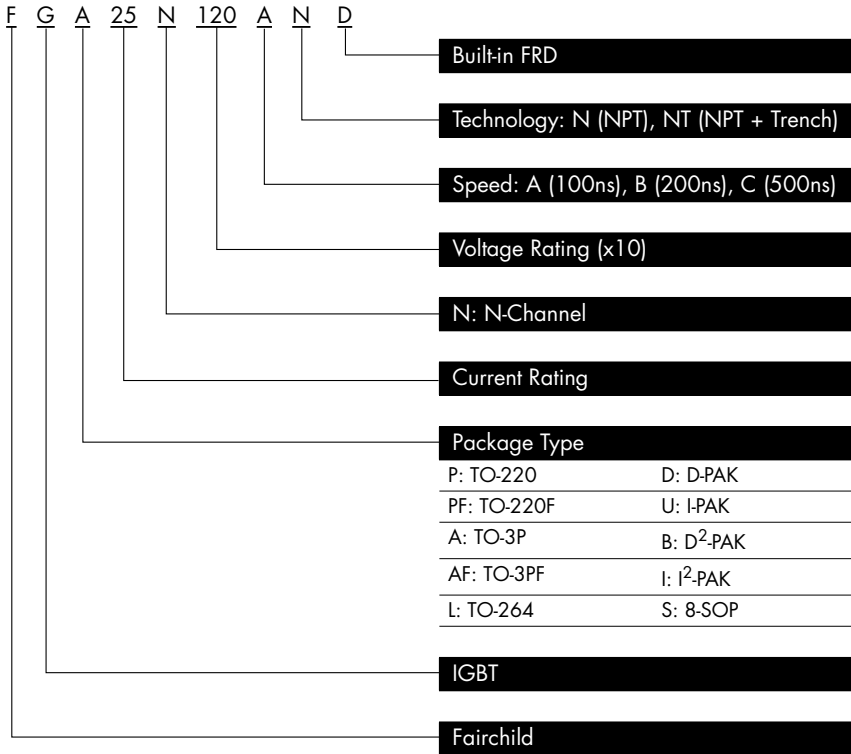 F G A 25 N 120 A N D
Built-in FRD
Technology: N (NPT), NT (NPT + Trench)
Speed: A (100ns), B (200ns), C (500ns)
Voltage Rating (x10)
N: N-Channel
Current Rating
Package Type
P: TO-220 D: D-PAK
PF: TO-220F U: I-PAK
A: TO-3P B: D²-PAK
AF: TO-3PF I: I²-PAK
L: TO-264 S: 8-SOP
IGBT
Fairchild